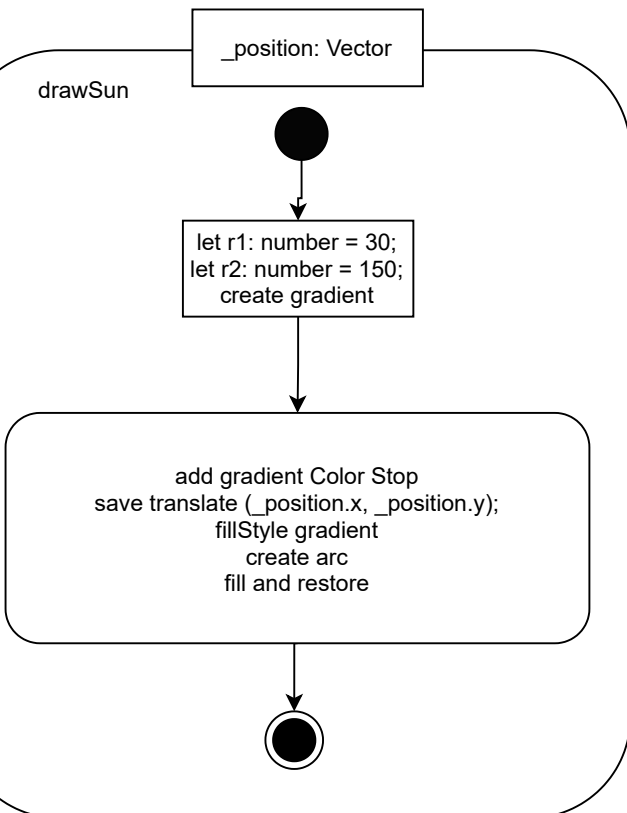 _position: Vector
drawSun
let r1: number = 30;
let r2: number = 150;
create gradient
add gradient Color Stop
save translate (_position.x, _position.y);
fillStyle gradient
create arc
fill and restore